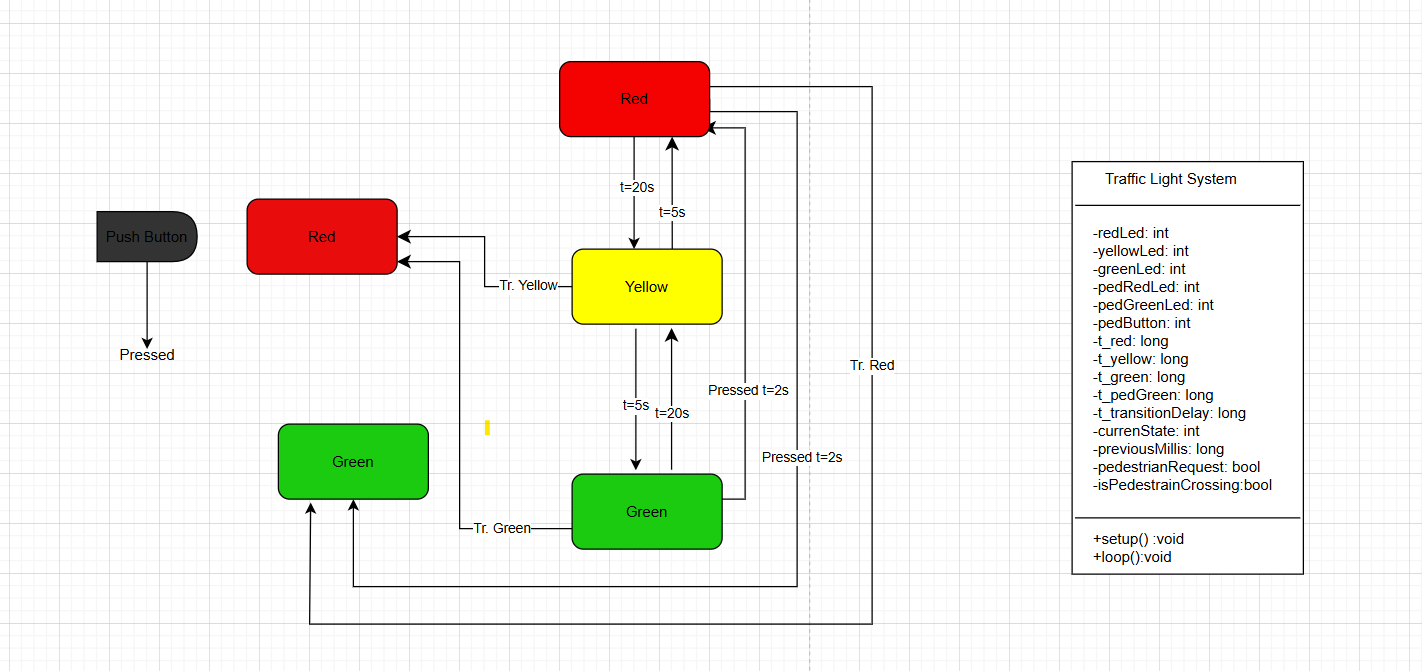 Red
t=20s
t=5s
Push Button
Red
Tr. Yellow
Yellow
Pressed
Tr. Red
Pressed t=2s
t=5s
t=20s
Pressed t=2s
Green
Green
Tr. Green
Traffic Light System
-redLed: int
-yellowLed: int
-greenLed: int
-pedRedLed: int
-pedGreenLed: int
-pedButton: int
-t_red: long
-t_yellow: long
-t_green: long
-t_pedGreen: long
-t_transitionDelay: long
-currenState: int
-previousMillis: long
-pedestrianRequest: bool
-isPedestrainCrossing:bool
+setup() :void
+loop():void